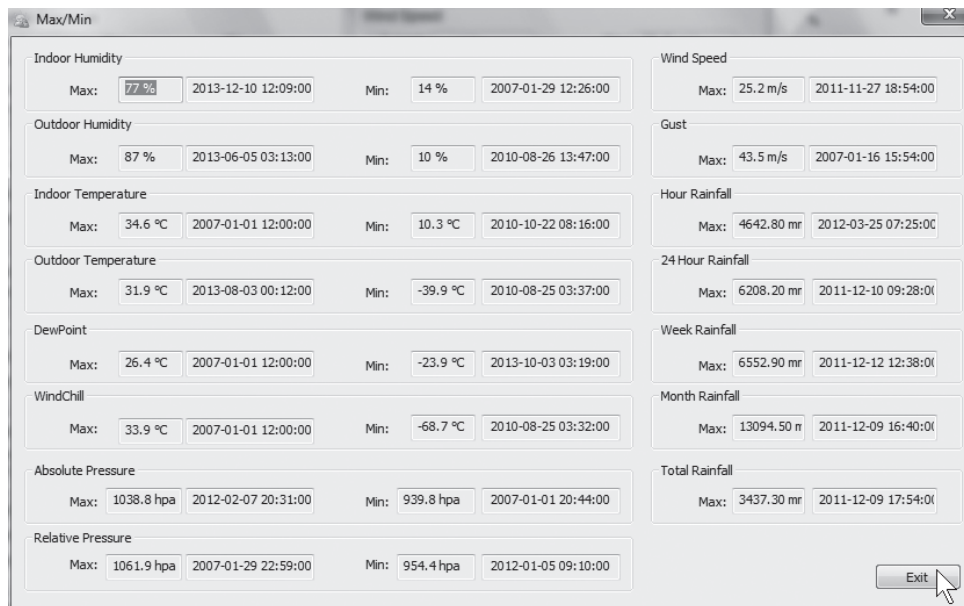 Max/Min
Indoor Humidity
Max: 77 % 2013-12-10 12:09:00 Min: 14 % 2007-01-29 12:26:00
Outdoor Humidity
Max: 87 % 2013-06-05 03:13:00 Min: 10 % 2010-08-26 13:47:00
Indoor Temperature
Max: 34.6 ºC 2007-01-01 12:00:00 Min: 10.3 ºC 2010-10-22 08:16:00
Outdoor Temperature
Max: 31.9 ºC 2013-08-03 00:12:00 Min: -39.9 ºC 2010-08-25 03:37:00
DewPoint
Max: 26.4 ºC 2007-01-01 12:00:00 Min: -23.9 ºC 2013-10-03 03:19:00
WindChill
Max: 33.9 ºC 2007-01-01 12:00:00 Min: -68.7 ºC 2010-08-25 03:32:00
Absolute Pressure
Max: 1038.8 hpa 2012-02-07 20:31:00 Min: 939.8 hpa 2007-01-01 20:44:00
Relative Pressure
Max: 1061.9 hpa 2007-01-29 22:59:00 Min: 954.4 hpa 2012-01-05 09:10:00
Wind Speed
Max: 25.2 m/s 2011-11-27 18:54:00
Gust
Max: 43.5 m/s 2007-01-16 15:54:00
Hour Rainfall
Max: 4642.80 mr 2012-03-25 07:25:00
24 Hour Rainfall
Max: 6208.20 mr 2011-12-10 09:28:0(
Week Rainfall
Max: 6552.90 mr 2011-12-12 12:38:0(
Month Rainfall
Max: 13094.50 m 2011-12-09 16:40:0(
Total Rainfall
Max: 3437.30 mr 2011-12-09 17:54:0(
Exit